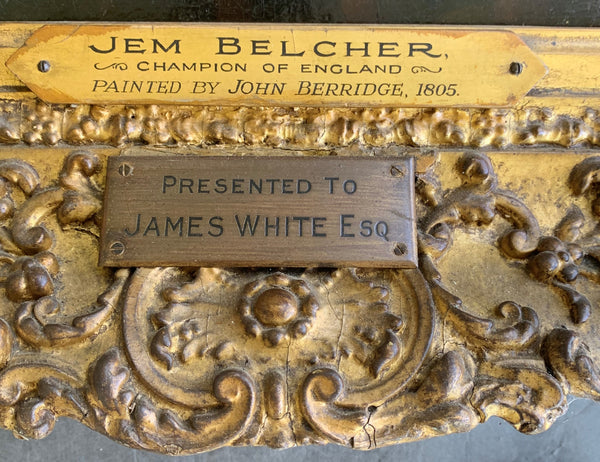 JEM BELCHER,
CHAMPION OF ENGLAND
PAINTED BY JOHN BERRIDGE, 1805.
PRESENTED TO
JAMES WHITE ESQ